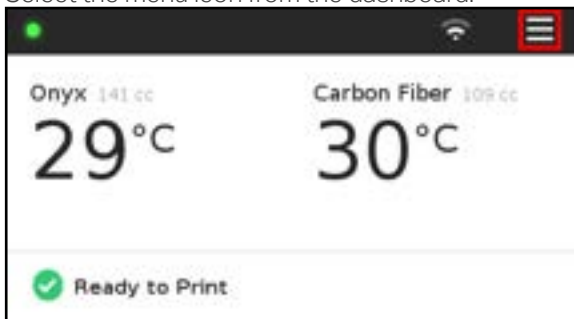 Select the menu icon from the dashboard.
Onyx 141 cc Carbon Fiber 109 cc
29°C 30°C
Ready to Print